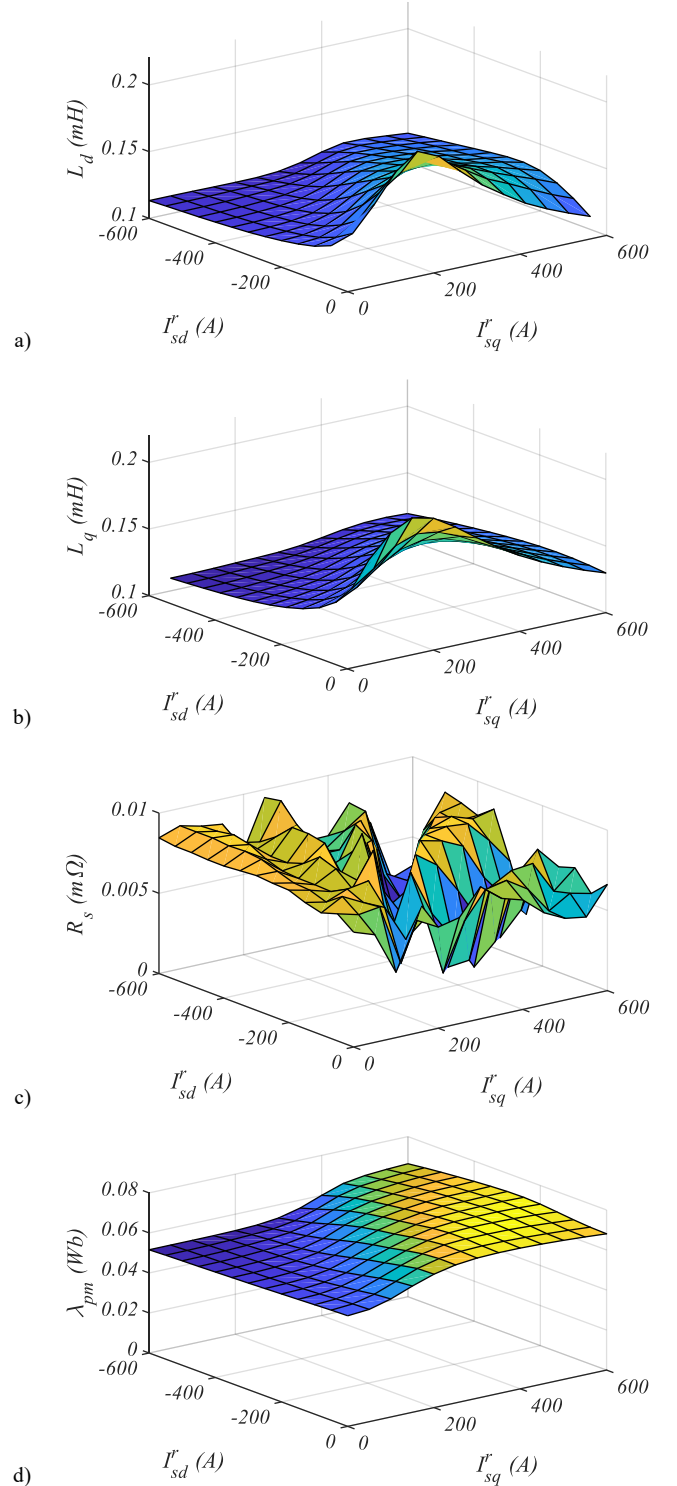 0.2
0.15
0.1
L_d (mH)
-600
-400
-200
0
0
200
400
600
I^r_sd (A)
I^r_sq (A)
a)
0.2
0.15
0.1
L_q (mH)
-600
-400
-200
0
0
200
400
600
I^r_sd (A)
I^r_sq (A)
b)
0.01
0.005
0
R_s (mΩ)
-600
-400
-200
0
0
200
400
600
I^r_sd (A)
I^r_sq (A)
c)
0.08
0.06
0.04
0.02
0
λ_pm (Wb)
-600
-400
-200
0
0
200
400
600
I^r_sd (A)
I^r_sq (A)
d)